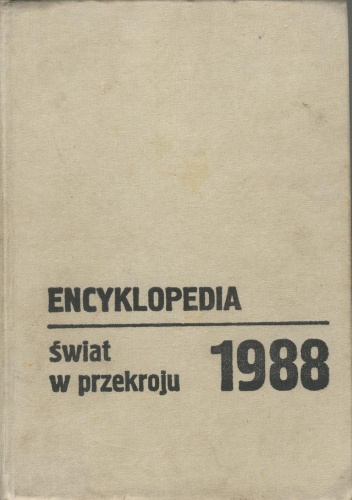 ENCYKLOPEDIA
świat
w przekroju 1988